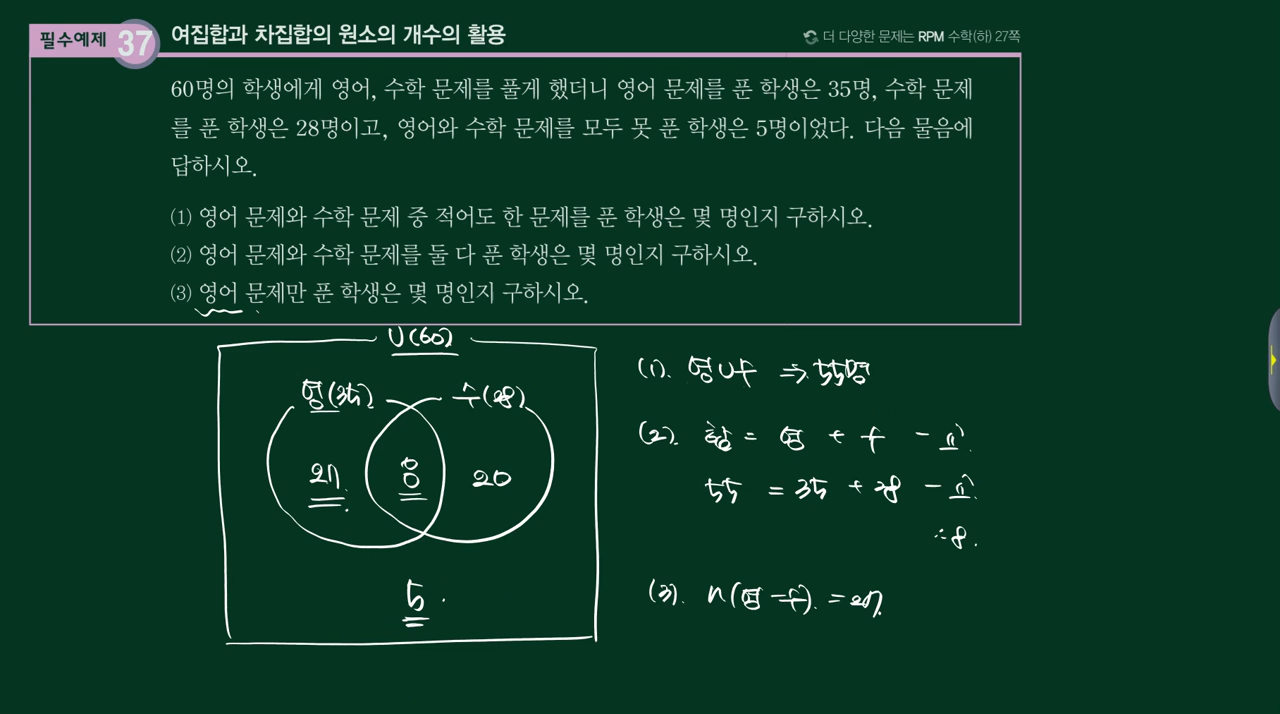 필수예제 37 여집합과 차집합의 원소의 개수의 활용
더 다양한 문제는 RPM 수학(하) 27쪽
60명의 학생에게 영어, 수학 문제를 풀게 했더니 영어 문제를 푼 학생은 35명, 수학 문제
를 푼 학생은 28명이고, 영어와 수학 문제를 모두 못 푼 학생은 5명이었다. 다음 물음에
답하시오.
⑴ 영어 문제와 수학 문제 중 적어도 한 문제를 푼 학생은 몇 명인지 구하시오.
⑵ 영어 문제와 수학 문제를 둘 다 푼 학생은 몇 명인지 구하시오.
⑶ 영어 문제만 푼 학생은 몇 명인지 구하시오.
U(60)
영(35) 수(28)
27 8 20
5
(1). 영∪수 ⇒ 55명
(2). 합 = 영 + 수 - 교
55 = 35 + 28 - 교
∴ 8.
(3). n(영-수). = 27.